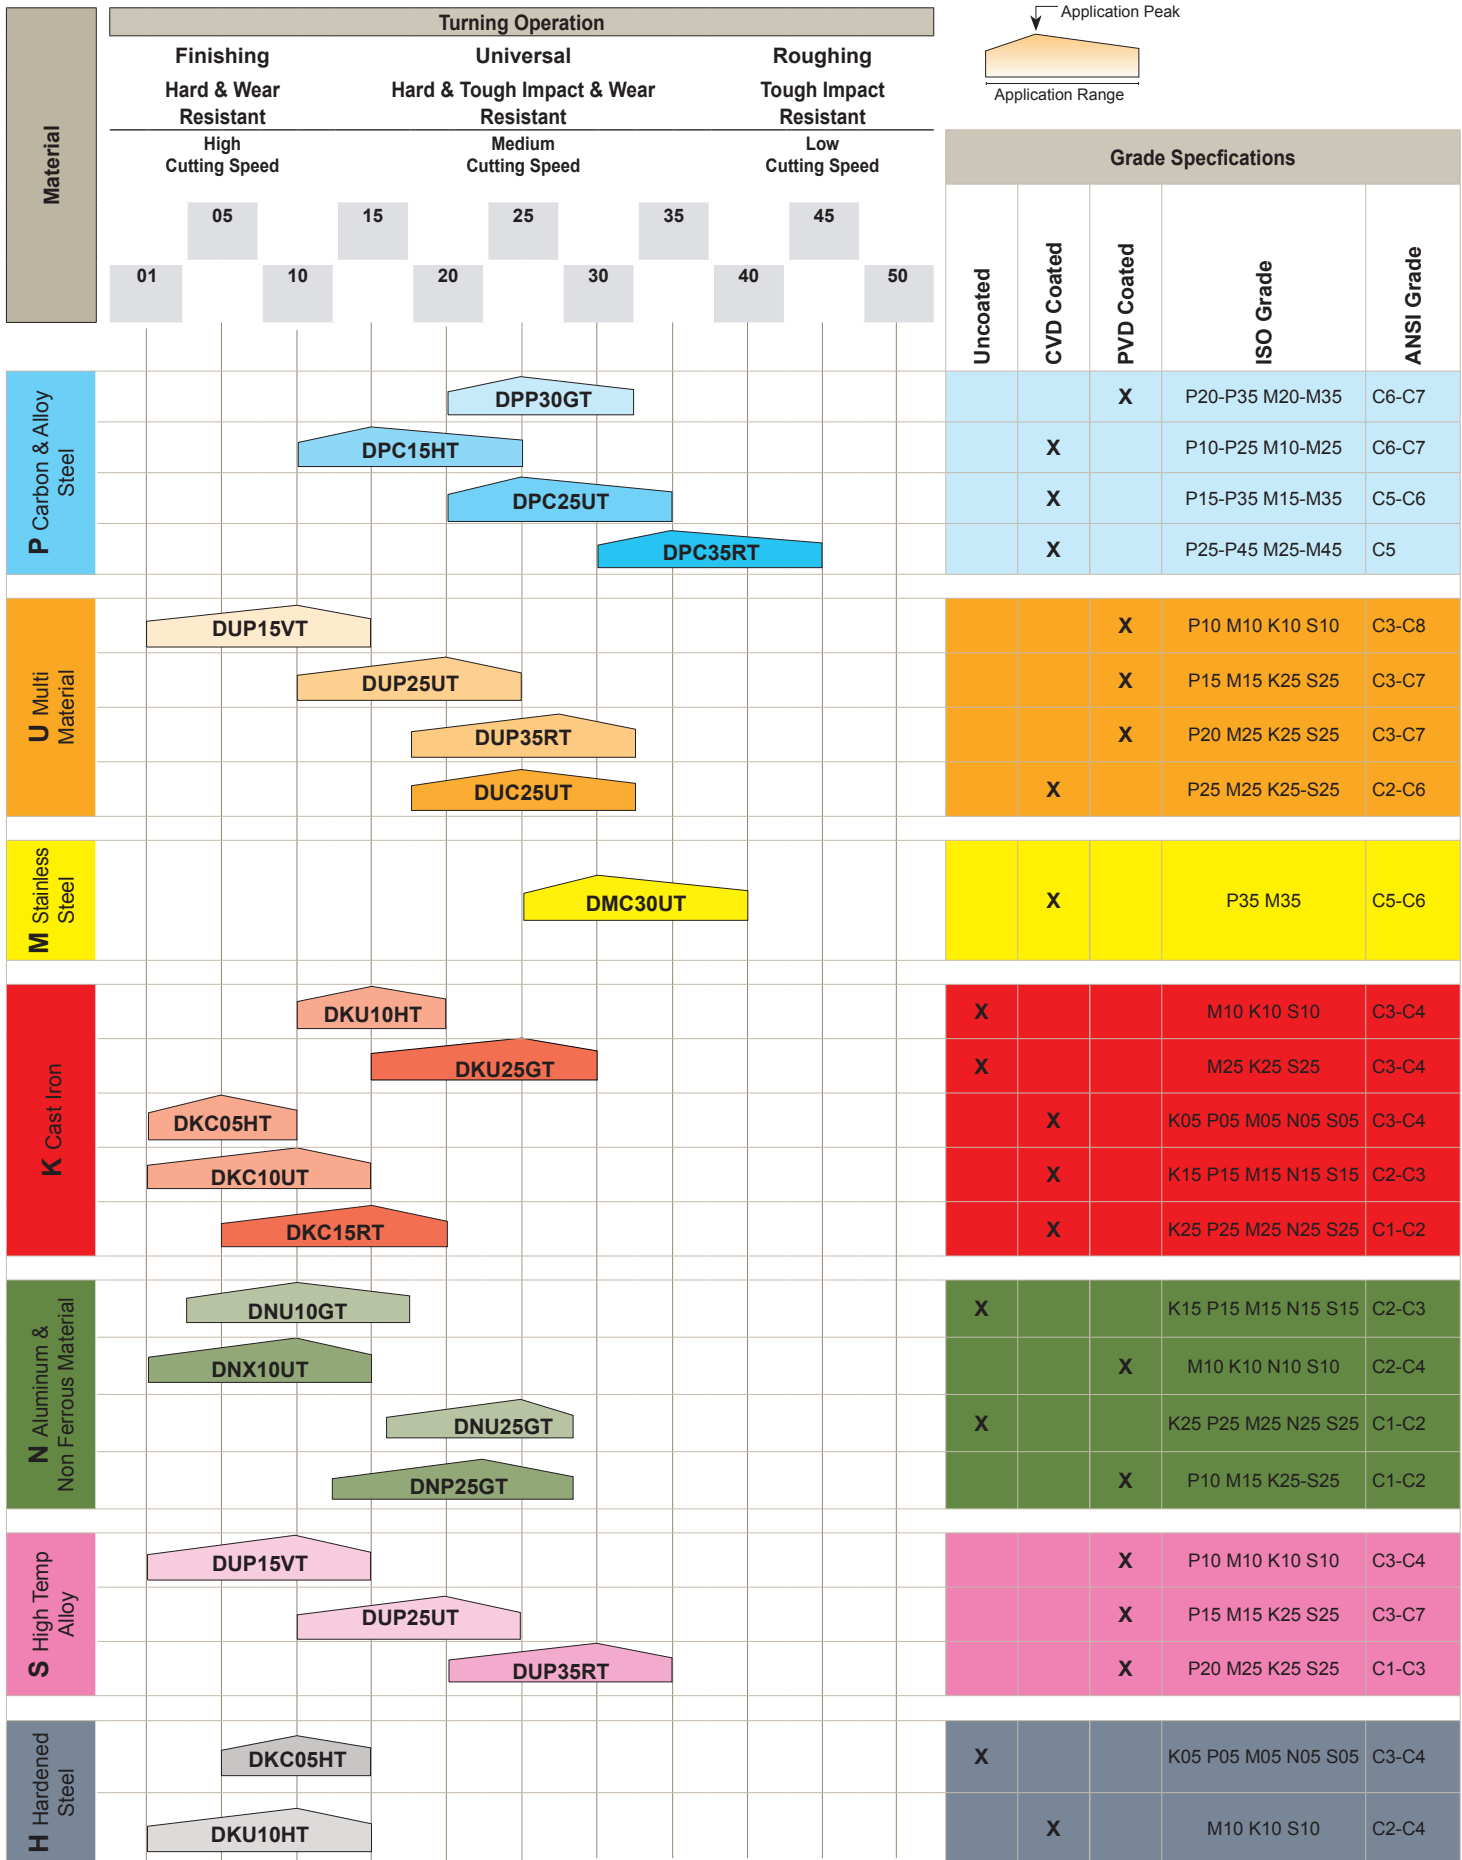 Application Peak
Application Range
Material
Turning Operation
Finishing
Universal
Roughing
Hard & Wear
Resistant
Hard & Tough Impact & Wear
Resistant
Tough Impact
Resistant
High
Cutting Speed
Medium
Cutting Speed
Low
Cutting Speed
05 15 25 35 45
01 10 20 30 40 50
Grade Specfications
Uncoated
CVD Coated
PVD Coated
ISO Grade
ANSI Grade
P Carbon & Alloy
Steel
DPP30GT X P20-P35 M20-M35 C6-C7
DPC15HT X P10-P25 M10-M25 C6-C7
DPC25UT X P15-P35 M15-M35 C5-C6
DPC35RT X P25-P45 M25-M45 C5
U Multi
Material
DUP15VT X P10 M10 K10 S10 C3-C8
DUP25UT X P15 M15 K25 S25 C3-C7
DUP35RT X P20 M25 K25 S25 C3-C7
DUC25UT X P25 M25 K25-S25 C2-C6
M Stainless
Steel
DMC30UT X P35 M35 C5-C6
K Cast Iron
DKU10HT X M10 K10 S10 C3-C4
DKU25GT X M25 K25 S25 C3-C4
DKC05HT X K05 P05 M05 N05 S05 C3-C4
DKC10UT X K15 P15 M15 N15 S15 C2-C3
DKC15RT X K25 P25 M25 N25 S25 C1-C2
N Aluminum &
Non Ferrous Material
DNU10GT X K15 P15 M15 N15 S15 C2-C3
DNX10UT X M10 K10 N10 S10 C2-C4
DNU25GT X K25 P25 M25 N25 S25 C1-C2
DNP25GT X P10 M15 K25-S25 C1-C2
S High Temp
Alloy
DUP15VT X P10 M10 K10 S10 C3-C4
DUP25UT X P15 M15 K25 S25 C3-C7
DUP35RT X P20 M25 K25 S25 C1-C3
H Hardened
Steel
DKC05HT X K05 P05 M05 N05 S05 C3-C4
DKU10HT X M10 K10 S10 C2-C4